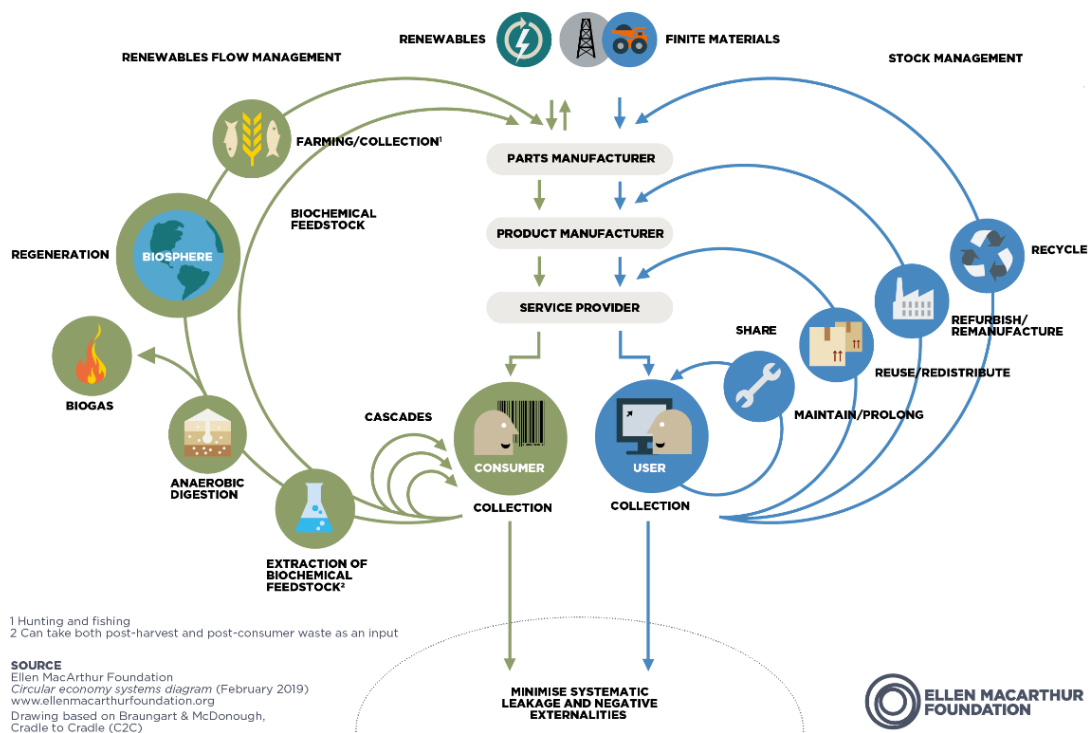 RENEWABLES
FINITE MATERIALS
RENEWABLES FLOW MANAGEMENT
STOCK MANAGEMENT
FARMING/COLLECTION¹
PARTS MANUFACTURER
BIOCHEMICAL
FEEDSTOCK
PRODUCT MANUFACTURER
REGENERATION
BIOSPHERE
RECYCLE
SERVICE PROVIDER
SHARE
REFURBISH/
REMANUFACTURE
REUSE/REDISTRIBUTE
BIOGAS
CASCADES
MAINTAIN/PROLONG
CONSUMER
USER
ANAEROBIC
DIGESTION
COLLECTION
COLLECTION
EXTRACTION OF
BIOCHEMICAL
FEEDSTOCK²
1 Hunting and fishing
2 Can take both post-harvest and post-consumer waste as an input
SOURCE
Ellen MacArthur Foundation
Circular economy systems diagram (February 2019)
www.ellenmacarthurfoundation.org
Drawing based on Braungart & McDonough,
Cradle to Cradle (C2C)
MINIMISE SYSTEMATIC
LEAKAGE AND NEGATIVE
EXTERNALITIES
ELLEN MACARTHUR
FOUNDATION